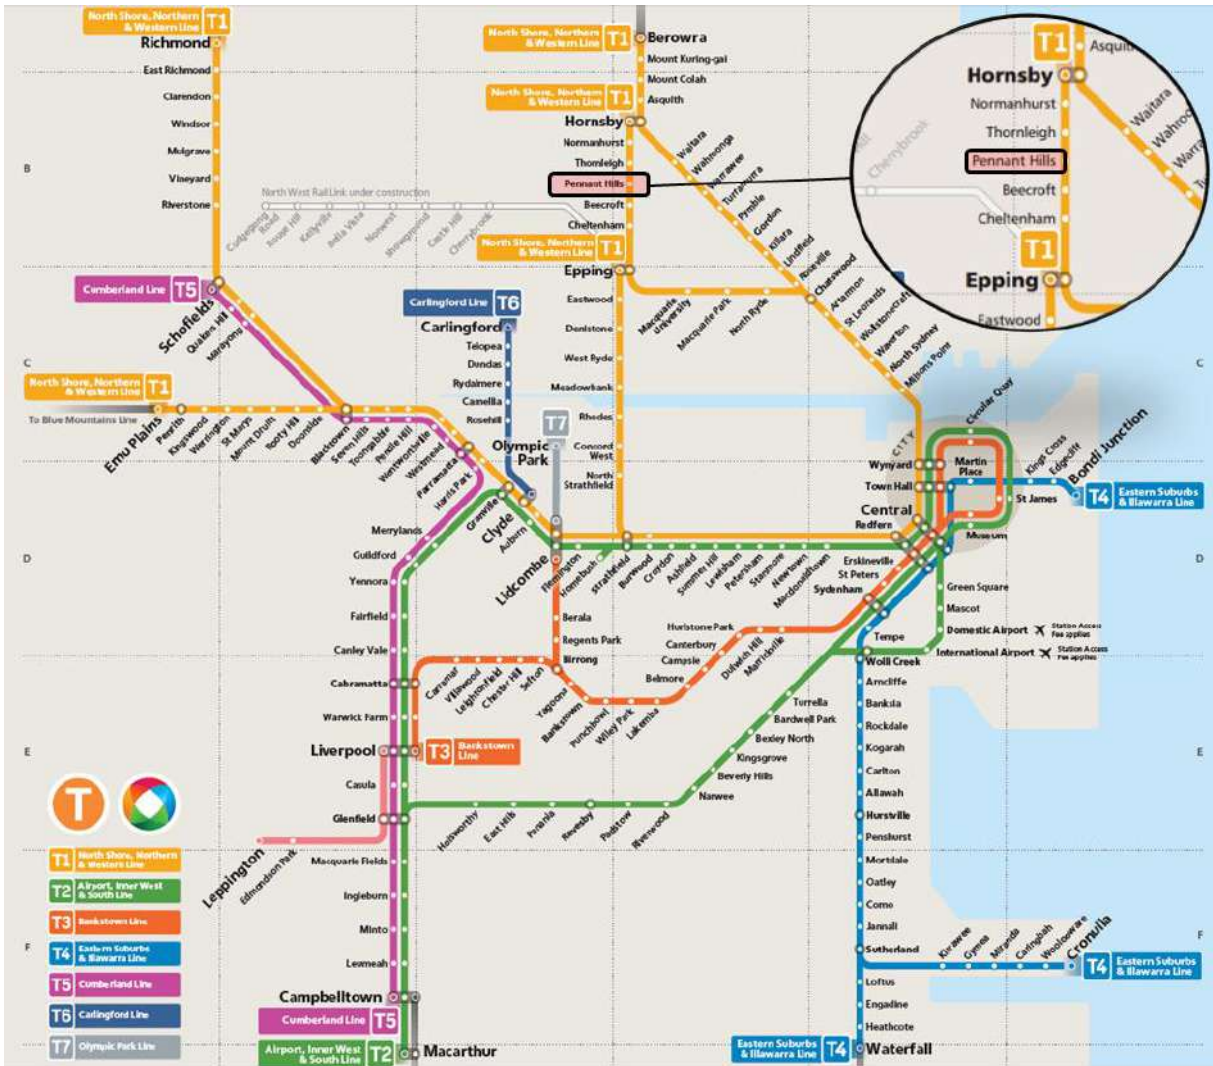 North Shore, Northern
& Western Line
T1
Richmond
East Richmond
Clarendon
Windsor
Mulgrave
Vineyard
Riverstone
North West Rail Link under construction
Cudgegong
Road
Rouse Hill
Kellyville
Bella Vista
Norwest
Showground
Castle Hill
Cherrybrook
North Shore, Northern
& Western Line
T1
Berowra
Mount Kuring-gai
Mount Colah
North Shore, Northern
& Western Line
T1
Asquith
Hornsby
Normanhurst
Thornleigh
Pennant Hills
Beecroft
Cheltenham
North Shore, Northern
& Western Line
T1
Epping
Eastwood
Denistone
West Ryde
Meadowbank
Rhodes
Concord
West
North
Strathfield
Waitara
Wahroonga
Warrawee
Turramurra
Pymble
Gordon
Killara
Lindfield
Roseville
Chatswood
Artarmon
St Leonards
Wollstonecraft
Waverton
North Sydney
Milsons Point
Macquarie
University
Macquarie Park
North Ryde
T1
Asquith
Hornsby
Normanhurst
Thornleigh
Pennant Hills
Beecroft
Cheltenham
T1
Epping
Eastwood
Cherrybrook
Waitara
Wahroo
Warra
B
C
D
E
F
C
D
E
F
Cumberland Line
T5
Schofields
Quakers Hill
Marayong
North Shore, Northern
& Western Line
T1
To Blue Mountains Line
Emu Plains
Penrith
Kingswood
Werrington
St Marys
Mount Druitt
Rooty Hill
Doonside
Blacktown
Seven Hills
Toongabbie
Pendle Hill
Wentworthville
Westmead
Parramatta
Harris Park
Granville
Clyde
Auburn
Lidcombe
Carlingford Line
T6
Carlingford
Telopea
Dundas
Rydalmere
Camellia
Rosehill
T7
Olympic
Park
Flemington
Homebush
Strathfield
Burwood
Croydon
Ashfield
Summer Hill
Lewisham
Petersham
Stanmore
Newtown
Macdonaldtown
CITY
Wynyard
Town Hall
Central
Redfern
Circular Quay
Martin
Place
St James
Museum
Kings Cross
Edgecliff
Bondi Junction
T4
Eastern Suburbs
& Illawarra Line
Merrylands
Guildford
Yennora
Fairfield
Canley Vale
Cabramatta
Warwick Farm
Liverpool
Casula
Glenfield
Macquarie Fields
Ingleburn
Minto
Leumeah
Campbelltown
Cumberland Line
T5
Airport, Inner West
& South Line
T2
Macarthur
Leppington
Edmondson Park
T3
Bankstown
Line
Carramar
Villawood
Leightonfield
Chester Hill
Sefton
Berala
Regents Park
Birrong
Yagoona
Bankstown
Punchbowl
Wiley Park
Lakemba
Belmore
Campsie
Canterbury
Hurlstone Park
Dulwich Hill
Marrickville
Erskineville
St Peters
Sydenham
Green Square
Mascot
Domestic Airport
Station Access
Fee applies
International Airport
Station Access
Fee applies
Tempe
Wolli Creek
Arncliffe
Banksia
Rockdale
Kogarah
Carlton
Allawah
Hurstville
Penshurst
Mortdale
Oatley
Como
Jannali
Sutherland
Loftus
Engadine
Heathcote
Eastern Suburbs
& Illawarra Line
T4
Waterfall
Kirrawee
Gymea
Miranda
Caringbah
Woolooware
Cronulla
T4
Eastern Suburbs
& Illawarra Line
Turrella
Bardwell Park
Bexley North
Kingsgrove
Beverly Hills
Narwee
Riverwood
Padstow
Revesby
Panania
East Hills
Holsworthy
T
T1
North Shore, Northern
& Western Line
T2
Airport, Inner West
& South Line
T3
Bankstown Line
T4
Eastern Suburbs
& Illawarra Line
T5
Cumberland Line
T6
Carlingford Line
T7
Olympic Park Line